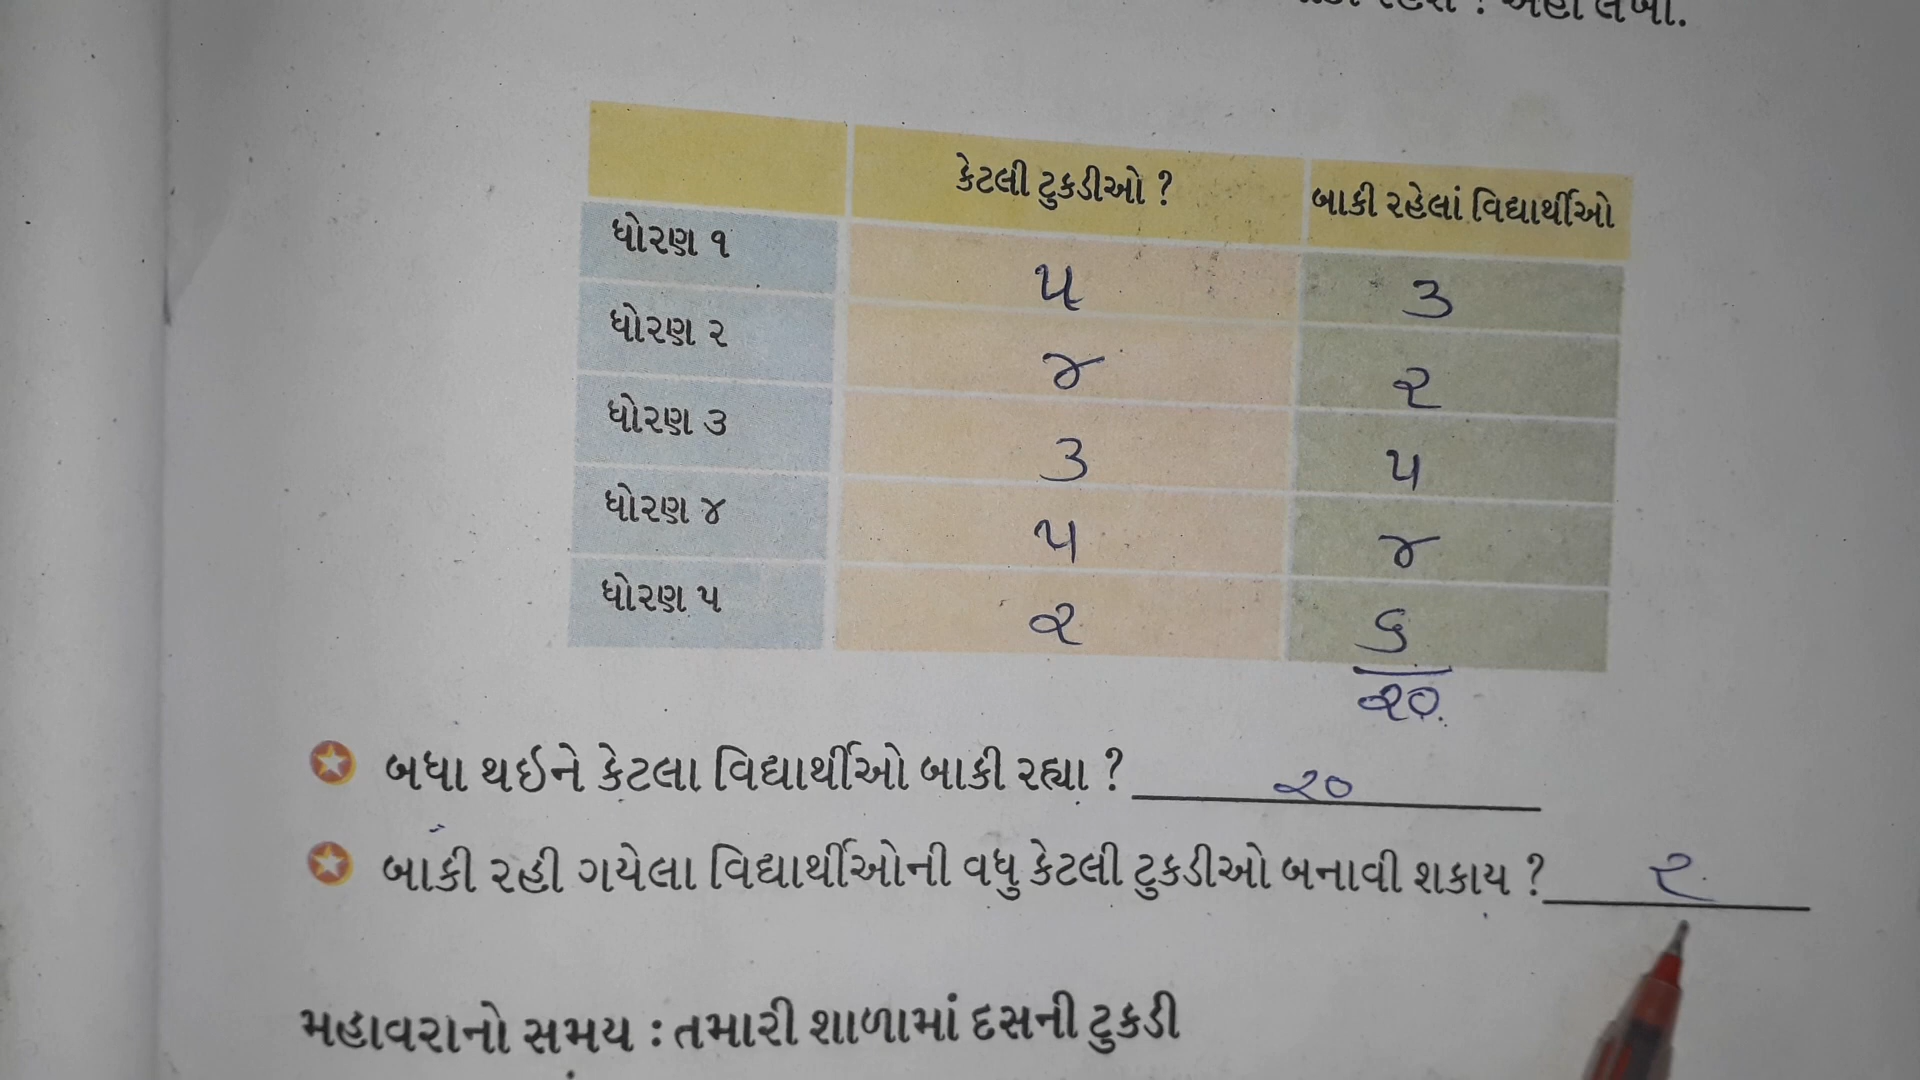 અહીં લખો.
કેટલી ટુકડીઓ ? બાકી રહેલાં વિદ્યાર્થીઓ
ધોરણ ૧ ૫ ૩
ધોરણ ૨ ૪ ૨
ધોરણ ૩ ૩ ૫
ધોરણ ૪ ૫ ૪
ધોરણ ૫ ૨ ૬
૨૦
બધા થઈને કેટલા વિદ્યાર્થીઓ બાકી રહ્યા ? ૨૦
બાકી રહી ગયેલા વિદ્યાર્થીઓની વધુ કેટલી ટુકડીઓ બનાવી શકાય ? ૨
મહાવરાનો સમય : તમારી શાળામાં દસની ટુકડી